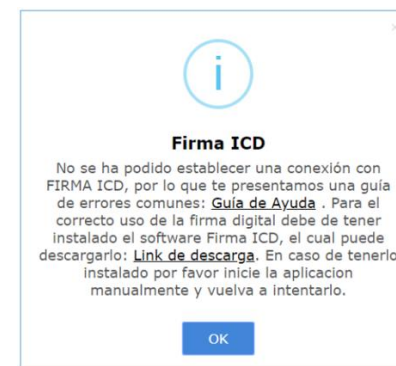 Firma ICD
No se ha podido establecer una conexión con
FIRMA ICD, por lo que te presentamos una guía
de errores comunes: Guía de Ayuda . Para el
correcto uso de la firma digital debe de tener
instalado el software Firma ICD, el cual puede
descargarlo: Link de descarga. En caso de tenerlo
instalado por favor inicie la aplicacion
manualmente y vuelva a intentarlo.
OK